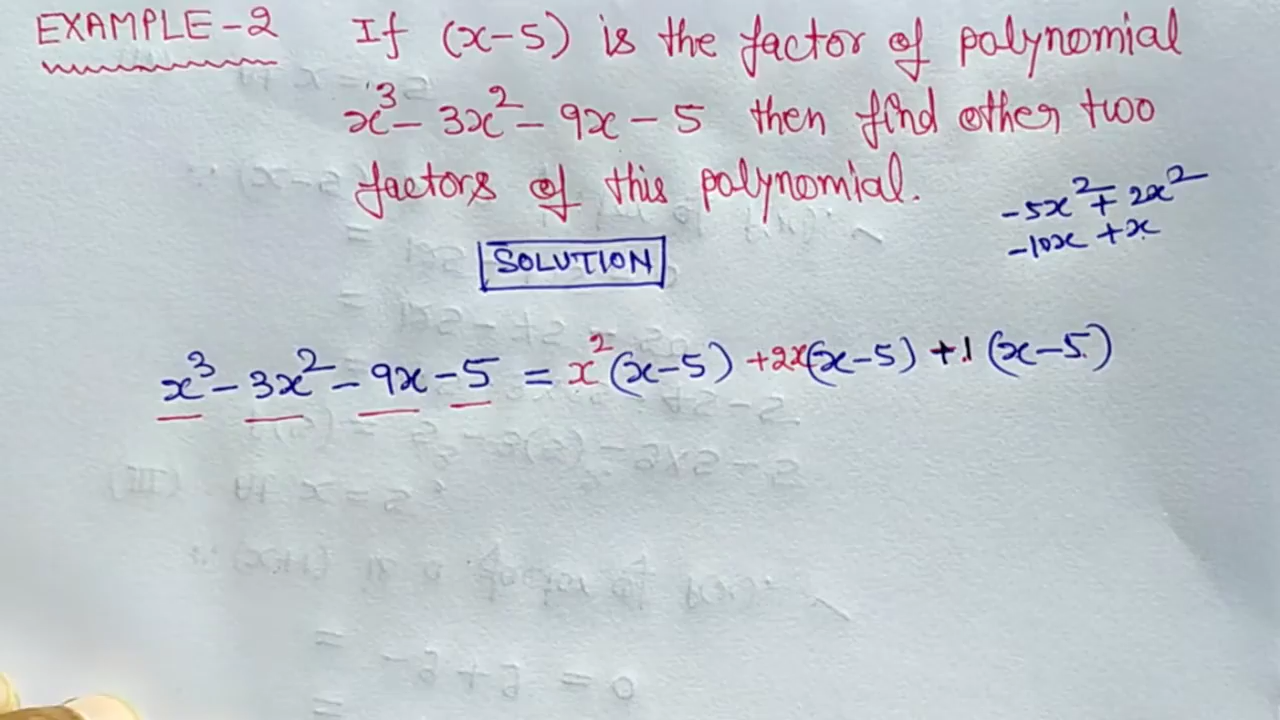 EXAMPLE-2 If (x-5) is the factor of polynomial
x³ - 3x² - 9x - 5 then find other two
factors of this polynomial.
-5x² + 2x²
-10x + x
SOLUTION
x³ - 3x² - 9x - 5 = x²(x-5) +2x(x-5) +1(x-5)